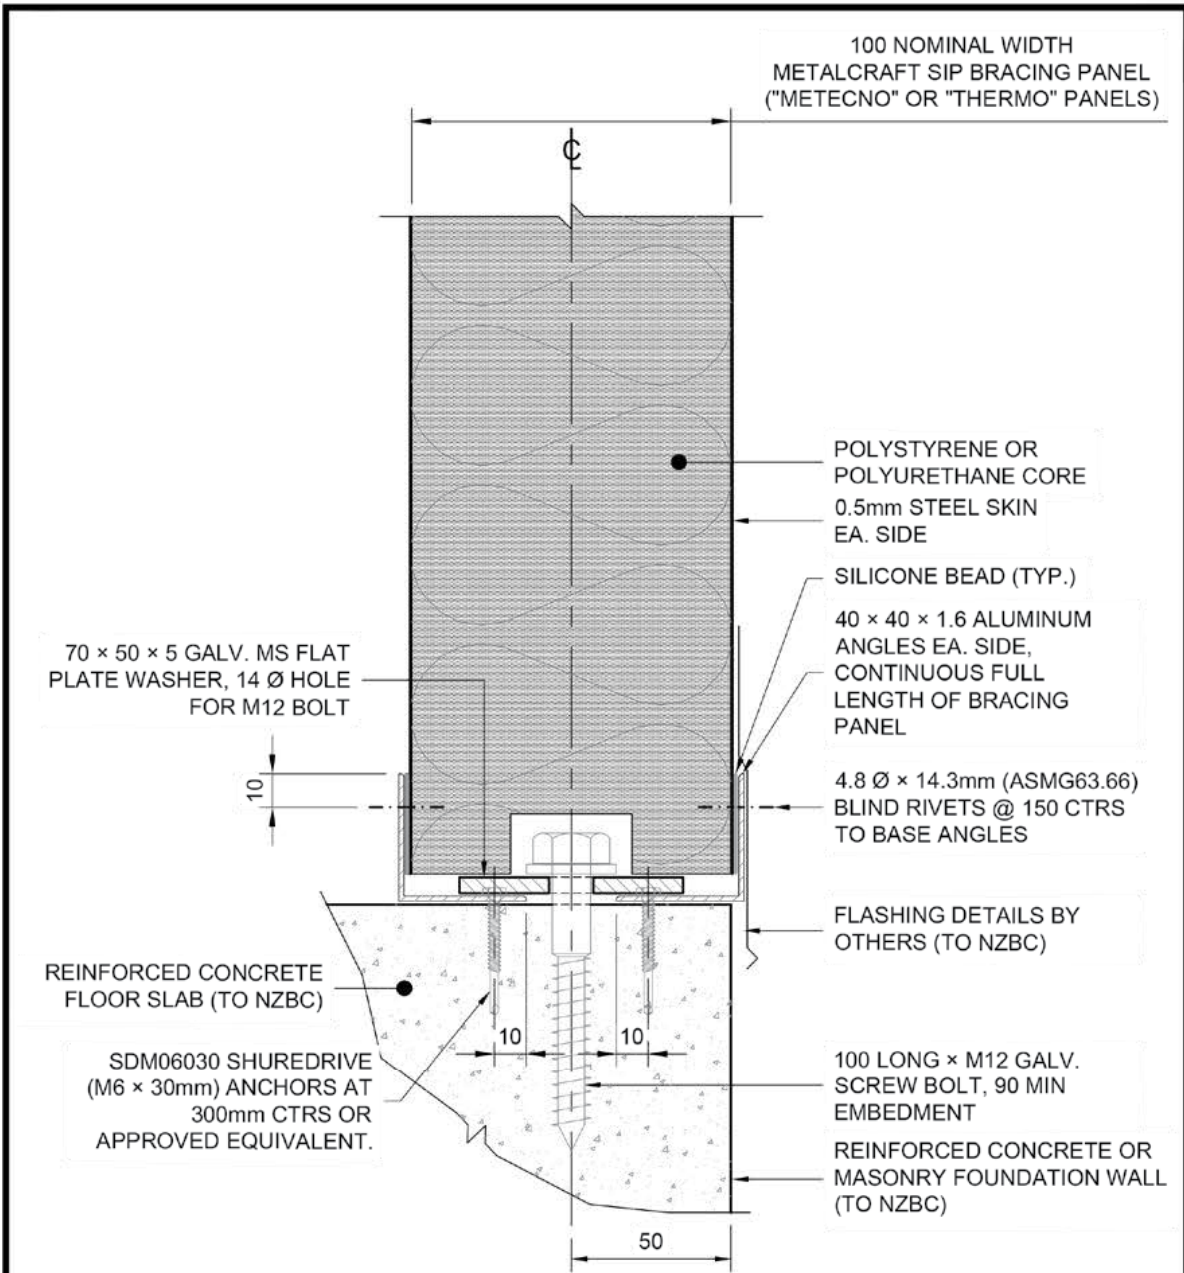 100 NOMINAL WIDTH
METALCRAFT SIP BRACING PANEL
("METECNO" OR "THERMO" PANELS)
℄
POLYSTYRENE OR
POLYURETHANE CORE
0.5mm STEEL SKIN
EA. SIDE
SILICONE BEAD (TYP.)
40 × 40 × 1.6 ALUMINUM
ANGLES EA. SIDE,
CONTINUOUS FULL
LENGTH OF BRACING
PANEL
70 × 50 × 5 GALV. MS FLAT
PLATE WASHER, 14 Ø HOLE
FOR M12 BOLT
10
4.8 Ø × 14.3mm (ASMG63.66)
BLIND RIVETS @ 150 CTRS
TO BASE ANGLES
FLASHING DETAILS BY
OTHERS (TO NZBC)
REINFORCED CONCRETE
FLOOR SLAB (TO NZBC)
10
10
SDM06030 SHUREDRIVE
(M6 × 30mm) ANCHORS AT
300mm CTRS OR
APPROVED EQUIVALENT.
100 LONG × M12 GALV.
SCREW BOLT, 90 MIN
EMBEDMENT
REINFORCED CONCRETE OR
MASONRY FOUNDATION WALL
(TO NZBC)
50